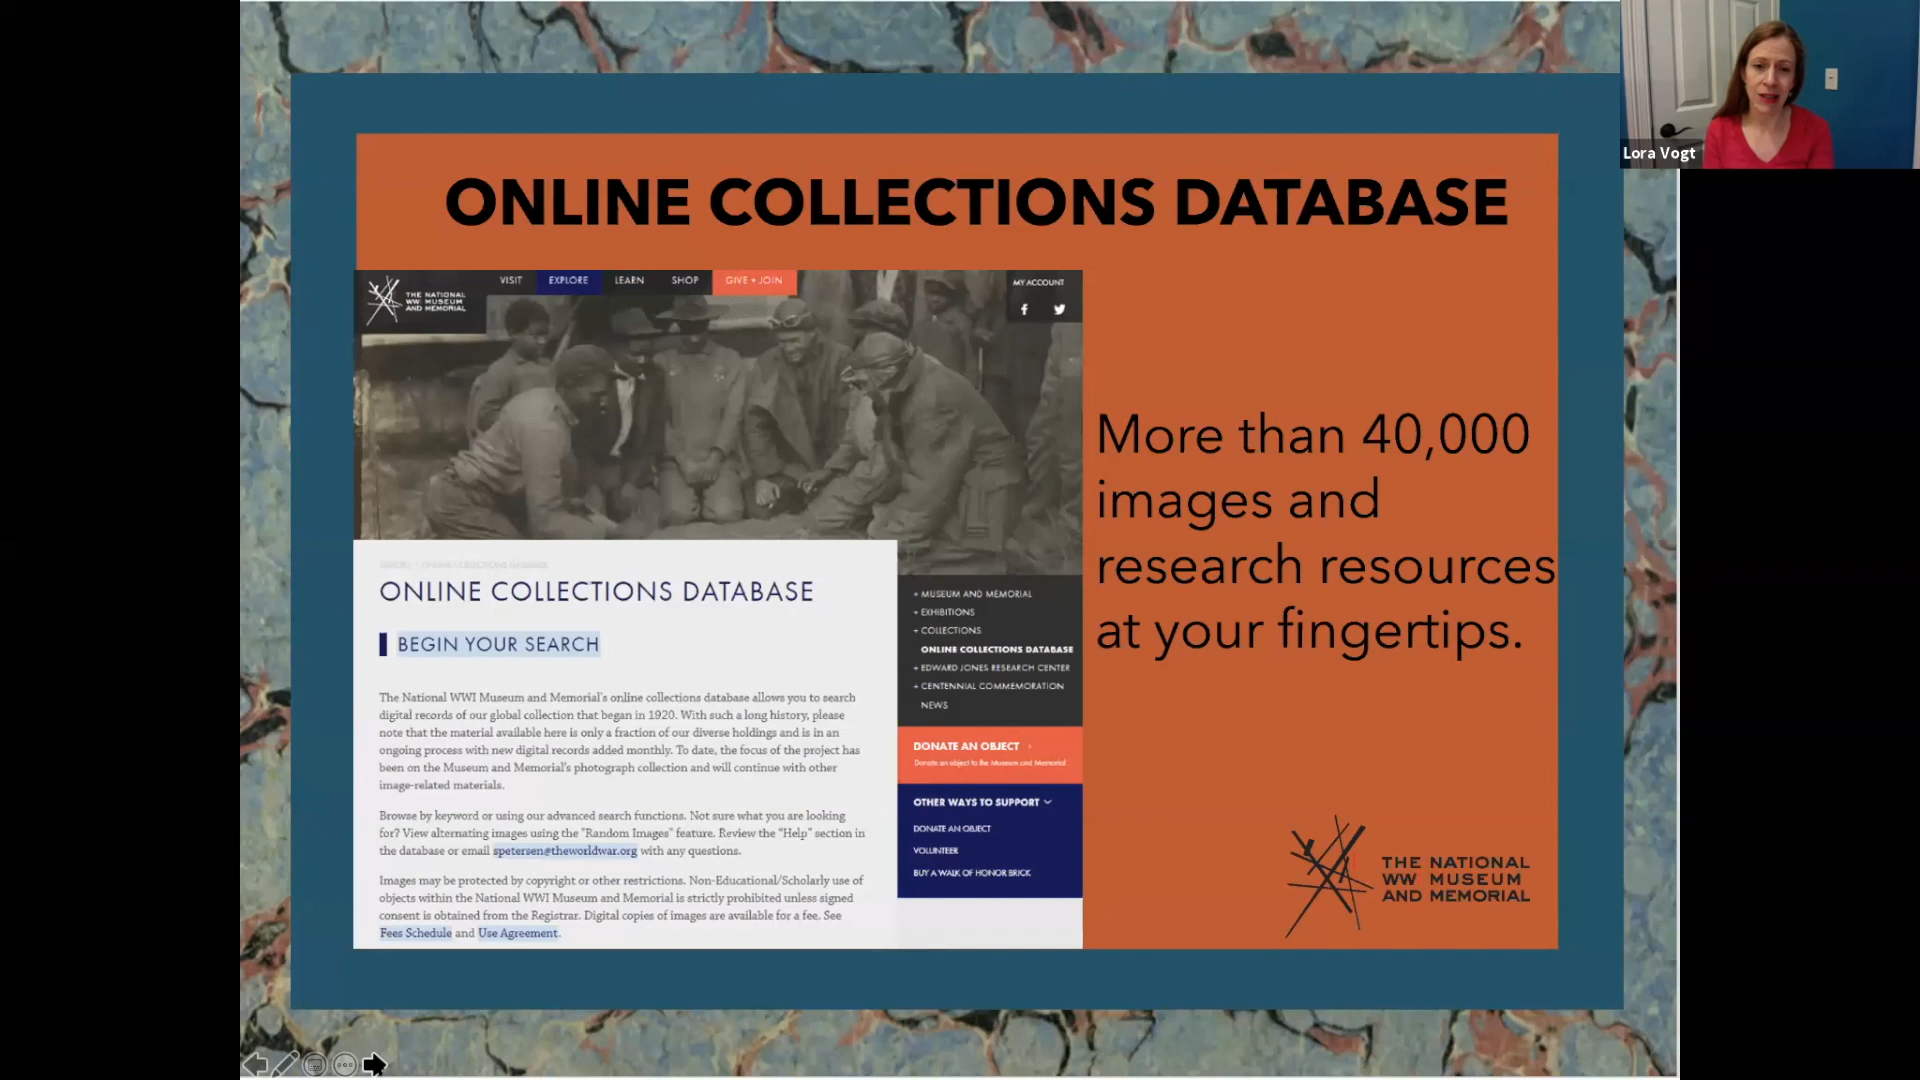 Lora Vogt
ONLINE COLLECTIONS DATABASE
THE NATIONAL
WW MUSEUM
AND MEMORIAL
VISIT
EXPLORE
LEARN
SHOP
GIVE + JOIN
MY ACCOUNT
ONLINE COLLECTIONS DATABASE
ONLINE COLLECTIONS DATABASE
BEGIN YOUR SEARCH
The National WWI Museum and Memorial's online collections database allows you to search
digital records of our global collection that began in 1920. With such a long history, please
note that the material available here is only a fraction of our diverse holdings and is in an
ongoing process with new digital records added monthly. To date, the focus of the project has
been on the Museum and Memorial's photograph collection and will continue with other
image-related materials.
Browse by keyword or using our advanced search functions. Not sure what you are looking
for? View alternating images using the "Random Images" feature. Review the "Help" section in
the database or email spetersen@theworldwar.org with any questions.
Images may be protected by copyright or other restrictions. Non-Educational/Scholarly use of
objects within the National WWI Museum and Memorial is strictly prohibited unless signed
consent is obtained from the Registrar. Digital copies of images are available for a fee. See
Fees Schedule and Use Agreement.
+ MUSEUM AND MEMORIAL
+ EXHIBITIONS
+ COLLECTIONS
ONLINE COLLECTIONS DATABASE
+ EDWARD JONES RESEARCH CENTER
+ CENTENNIAL COMMEMORATION
NEWS
DONATE AN OBJECT ›
Donate an object to the Museum and Memorial
OTHER WAYS TO SUPPORT
DONATE AN OBJECT
VOLUNTEER
BUY A WALK OF HONOR BRICK
More than 40,000
images and
research resources
at your fingertips.
THE NATIONAL
WW MUSEUM
AND MEMORIAL